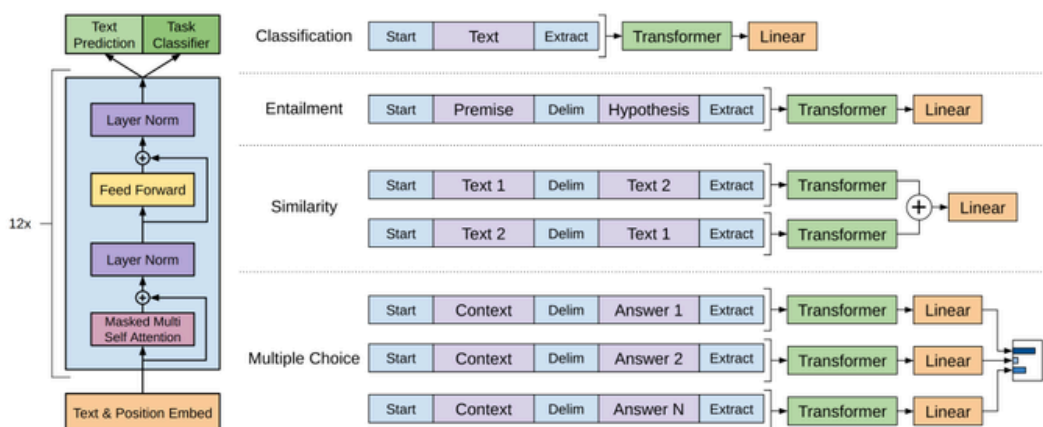 Text
Prediction
Task
Classifier
12x
Layer Norm
Feed Forward
Layer Norm
Masked Multi
Self Attention
Text & Position Embed
Classification
Start Text Extract Transformer Linear
Entailment
Start Premise Delim Hypothesis Extract Transformer Linear
Similarity
Start Text 1 Delim Text 2 Extract Transformer
+ Linear
Start Text 2 Delim Text 1 Extract Transformer
Multiple Choice
Start Context Delim Answer 1 Extract Transformer Linear
Start Context Delim Answer 2 Extract Transformer Linear
Start Context Delim Answer N Extract Transformer Linear